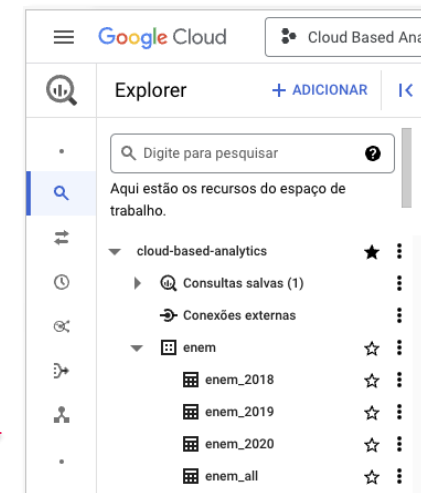 Google Cloud
Cloud Based Ana
Explorer
+ ADICIONAR
Digite para pesquisar
Aqui estão os recursos do espaço de
trabalho.
cloud-based-analytics
Consultas salvas (1)
Conexões externas
enem
enem_2018
enem_2019
enem_2020
enem_all